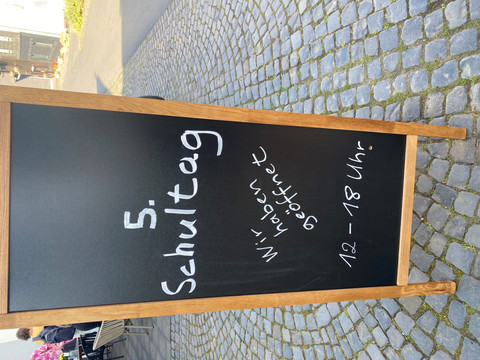 5.
Schultag
Wir
haben
geöffnet
12-18 Uhr